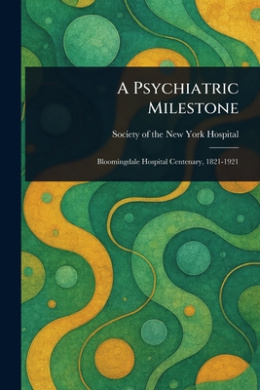 A Psychiatric
Milestone
Society of the New York Hospital
Bloomingdale Hospital Centenary, 1821-1921